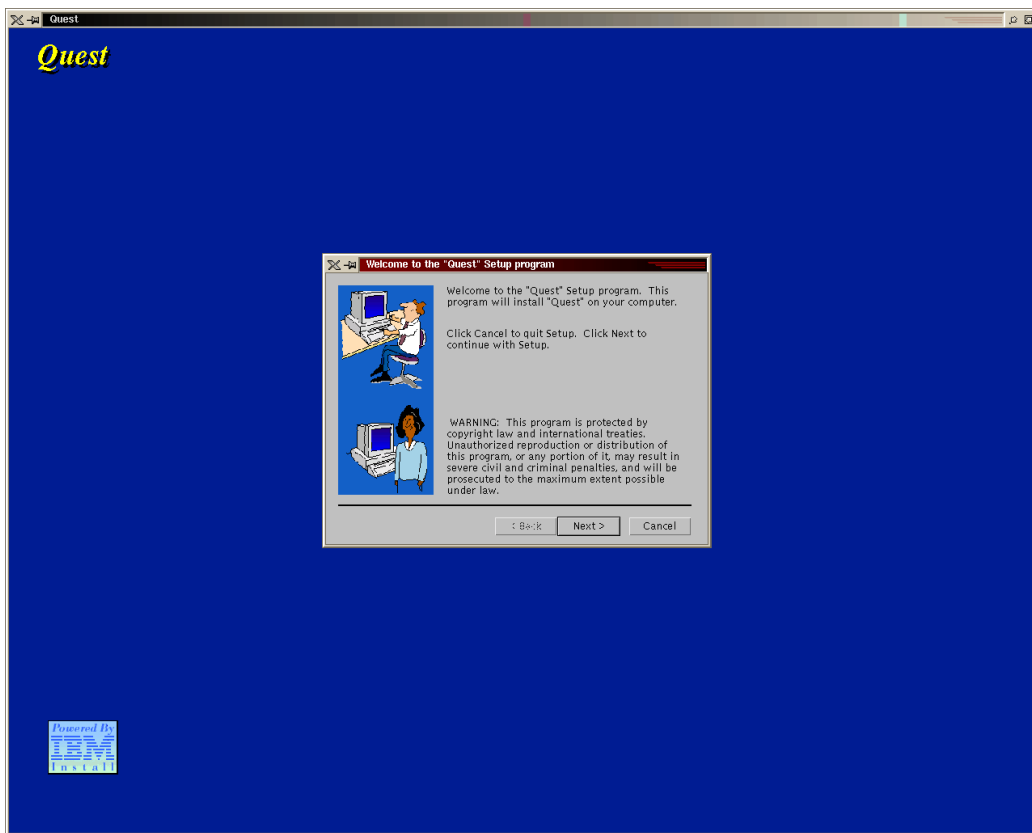 Quest
Quest
Welcome to the "Quest" Setup program
Welcome to the "Quest" Setup program.  This
program will install "Quest" on your computer.
Click Cancel to quit Setup.  Click Next to
continue with Setup.
WARNING:  This program is protected by
copyright law and international treaties.
Unauthorized reproduction or distribution of
this program, or any portion of it, may result in
severe civil and criminal penalties, and will be
prosecuted to the maximum extent possible
under law.
< Back Next > Cancel
Powered By
IBM
Install